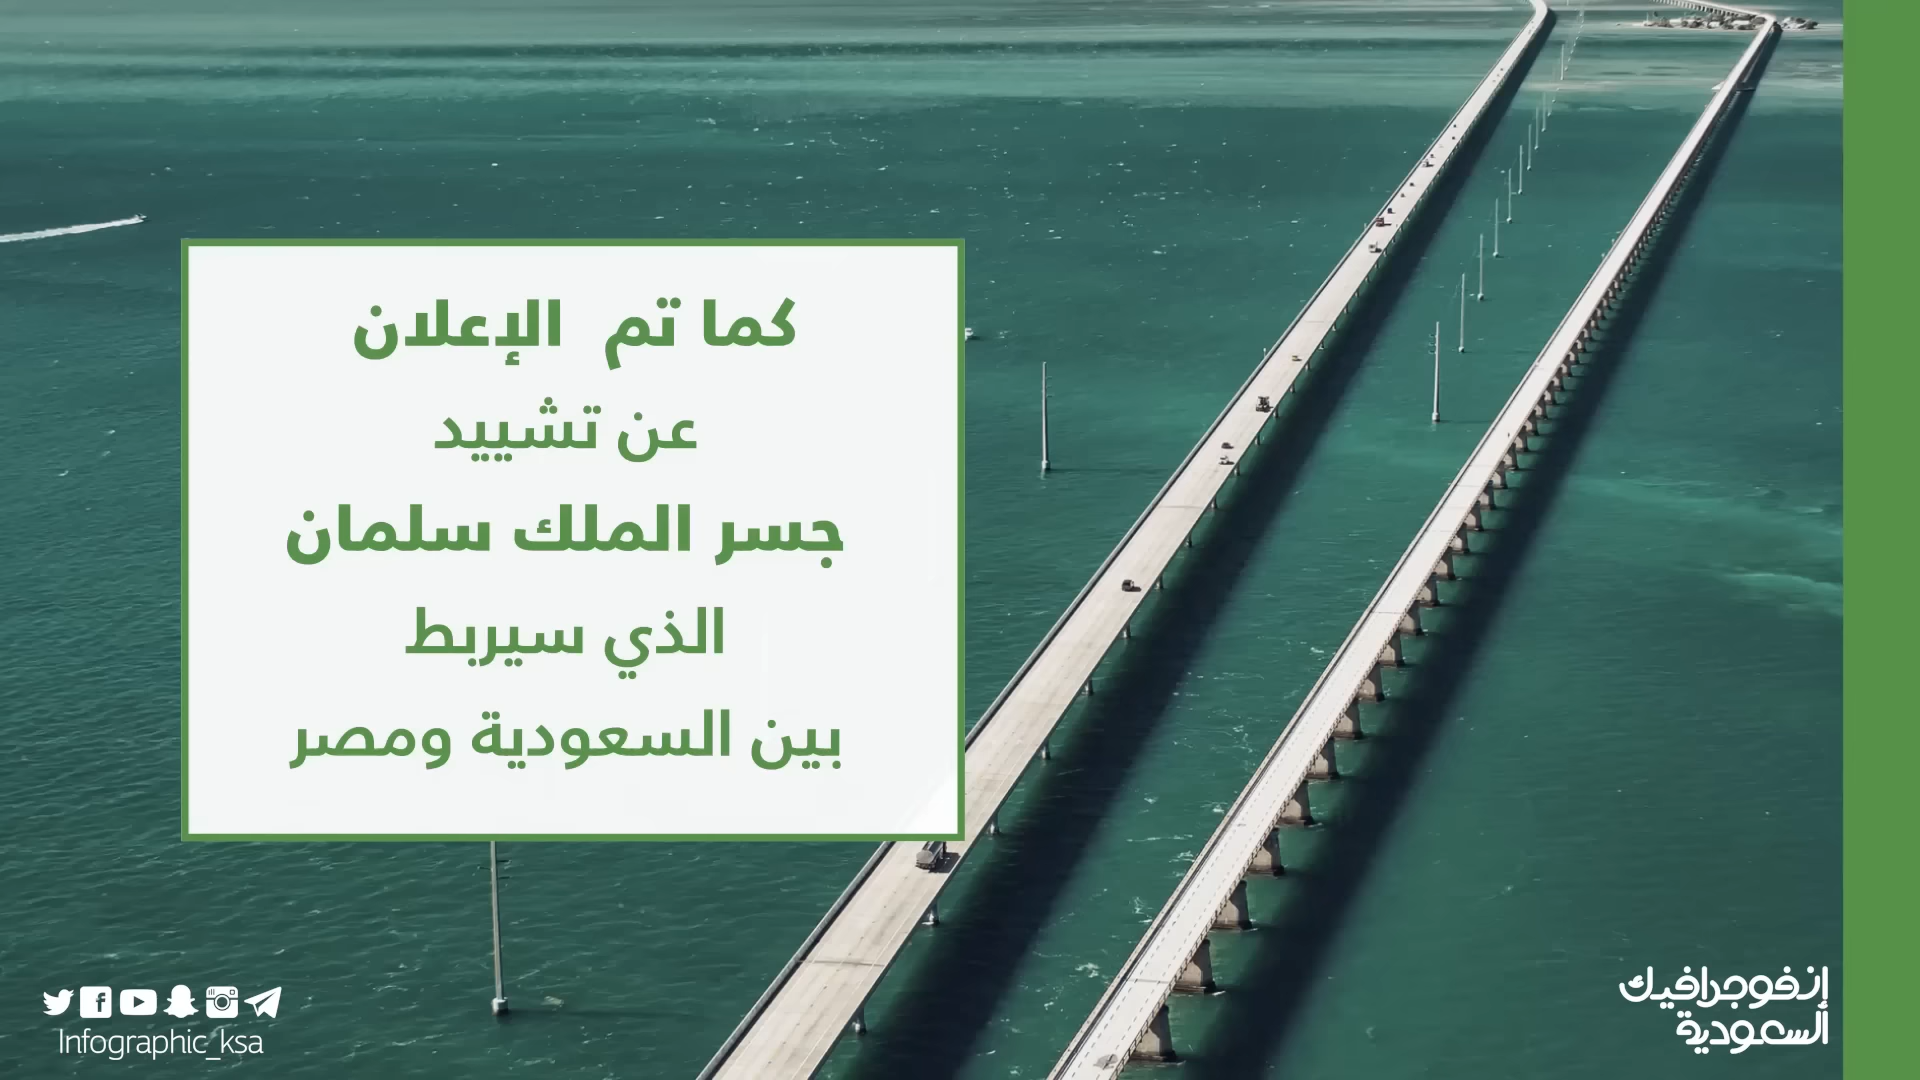 كما تم الإعلان
عن تشييد
جسر الملك سلمان
الذي سيربط
بين السعودية ومصر
Infographic_ksa
إنفوجرافيك
السعودية